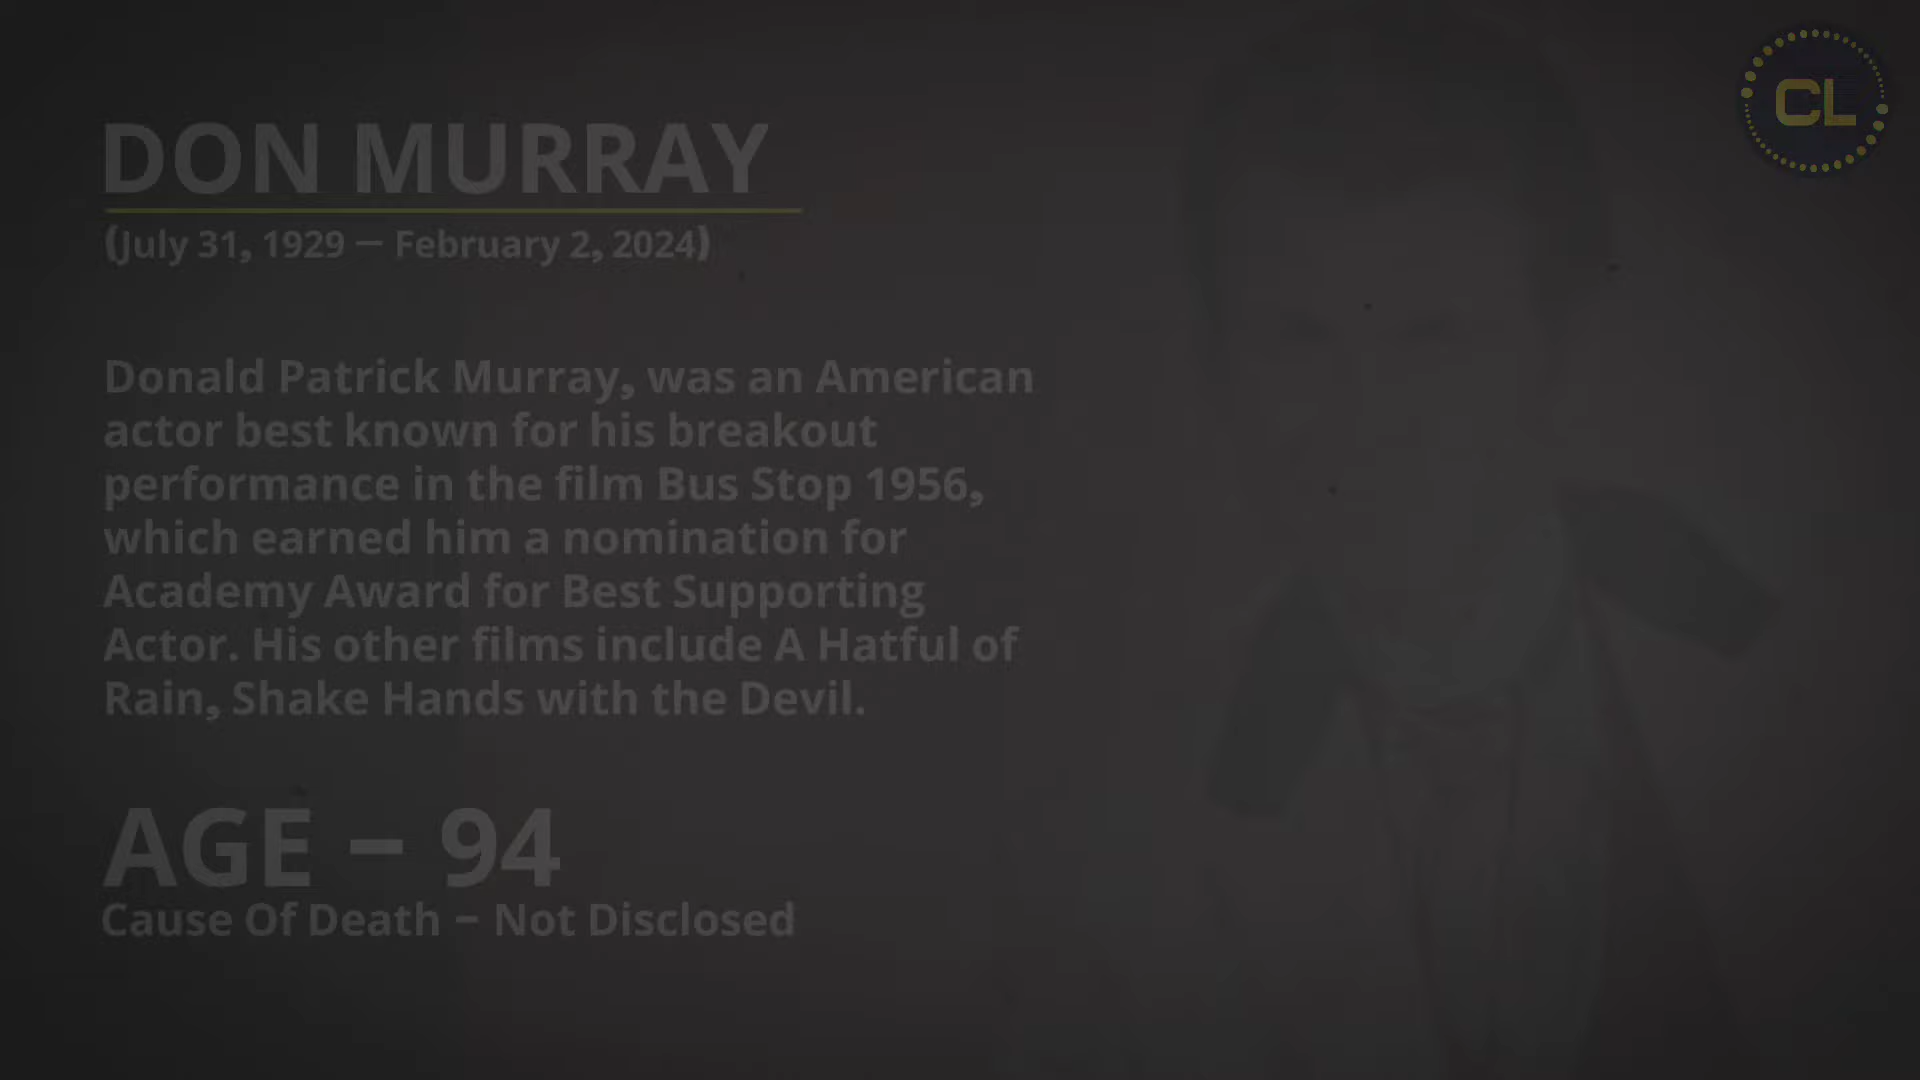 DON MURRAY
(July 31, 1929 – February 2, 2024)
Donald Patrick Murray, was an American
actor best known for his breakout
performance in the film Bus Stop 1956,
which earned him a nomination for
Academy Award for Best Supporting
Actor. His other films include A Hatful of
Rain, Shake Hands with the Devil.
AGE – 94
Cause Of Death – Not Disclosed
CL